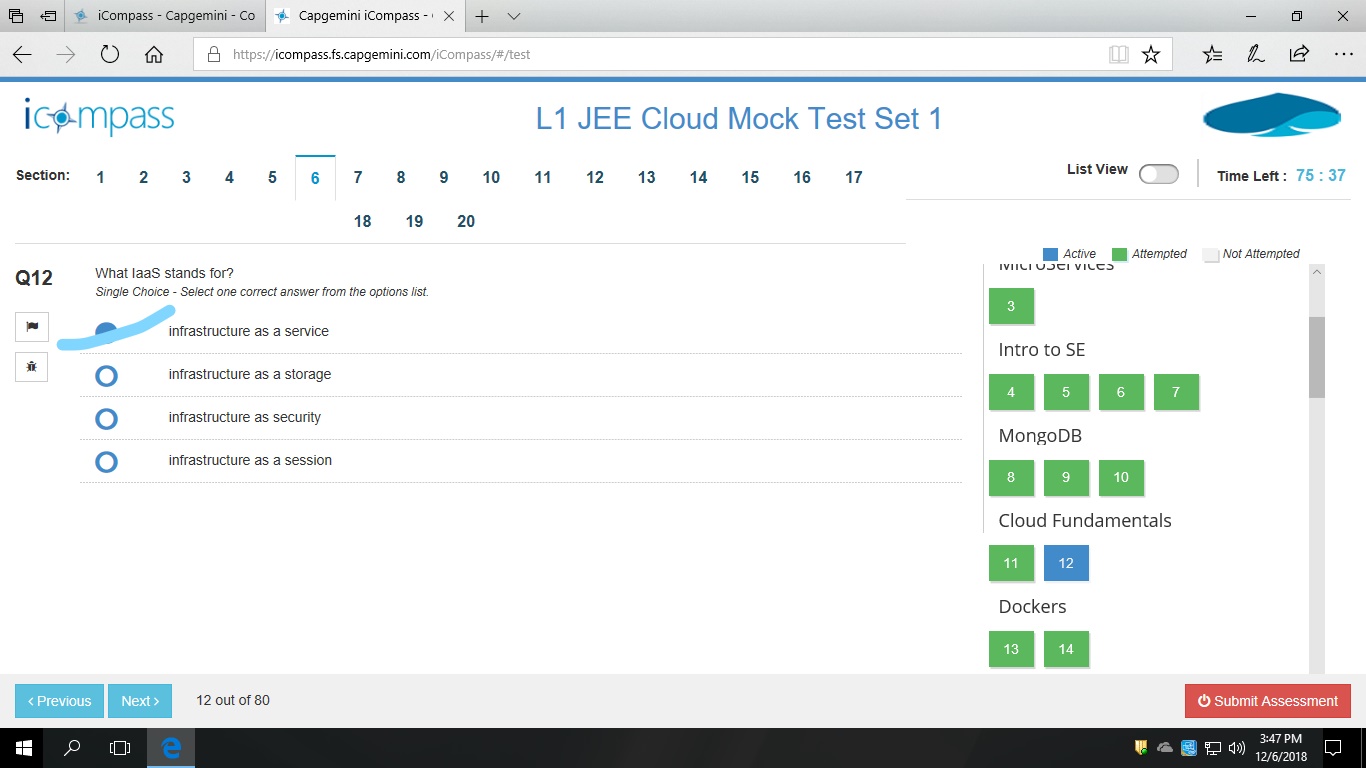 iCompass - Capgemini - Co
Capgemini iCompass -
https://icompass.fs.capgemini.com/iCompass/#/test
icompass
L1 JEE Cloud Mock Test Set 1
Section: 1 2 3 4 5 6 7 8 9 10 11 12 13 14 15 16 17
18 19 20
List View
Time Left : 75 : 37
Active Attempted Not Attempted
Q12
What IaaS stands for?
Single Choice - Select one correct answer from the options list.
infrastructure as a service
infrastructure as a storage
infrastructure as security
infrastructure as a session
MicroServices
3
Intro to SE
4 5 6 7
MongoDB
8 9 10
Cloud Fundamentals
11 12
Dockers
13 14
Previous Next 12 out of 80
Submit Assessment
3:47 PM
12/6/2018